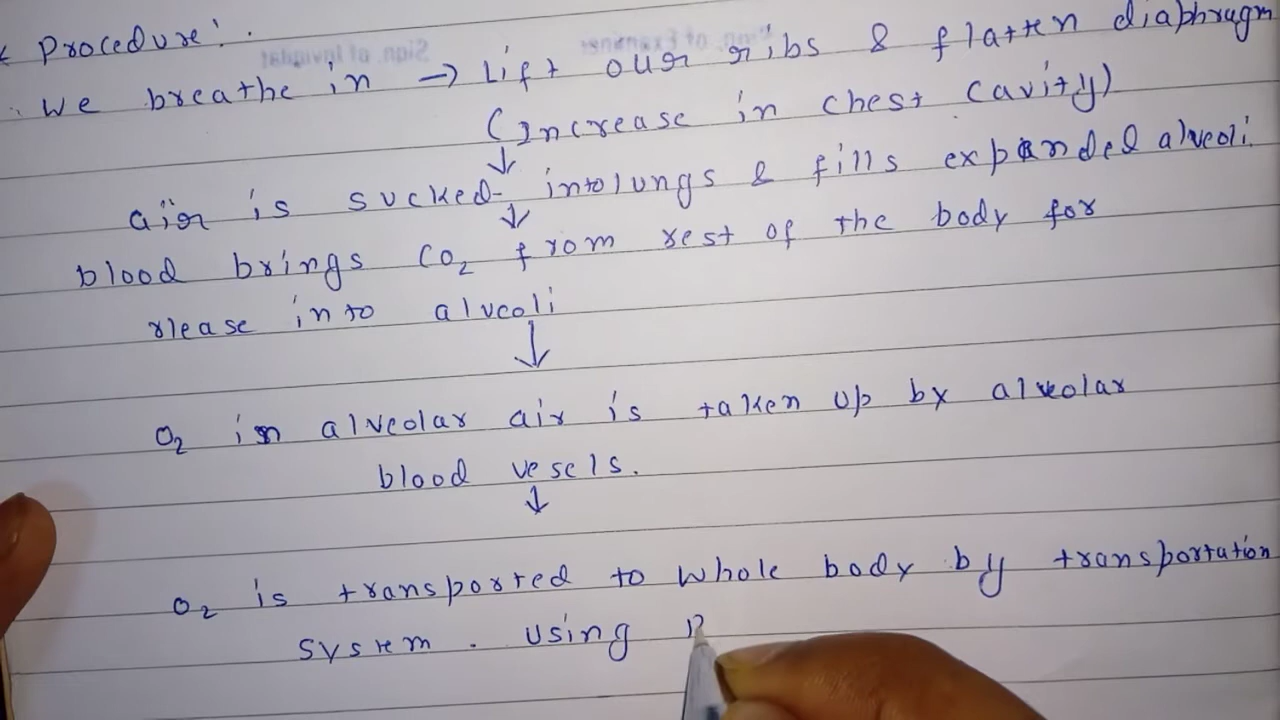 Procedure :
We breathe in → Lift our ribs & flatten diaphragm
(Increase in chest cavity)
↓
air is sucked into lungs & fills expanded alveoli.
↓
blood brings CO₂ from rest of the body for
rlease into alveoli
↓
O₂ in alveolar air is taken up by alveolar
blood vesels.
↓
O₂ is transported to whole body by transportation
system. using